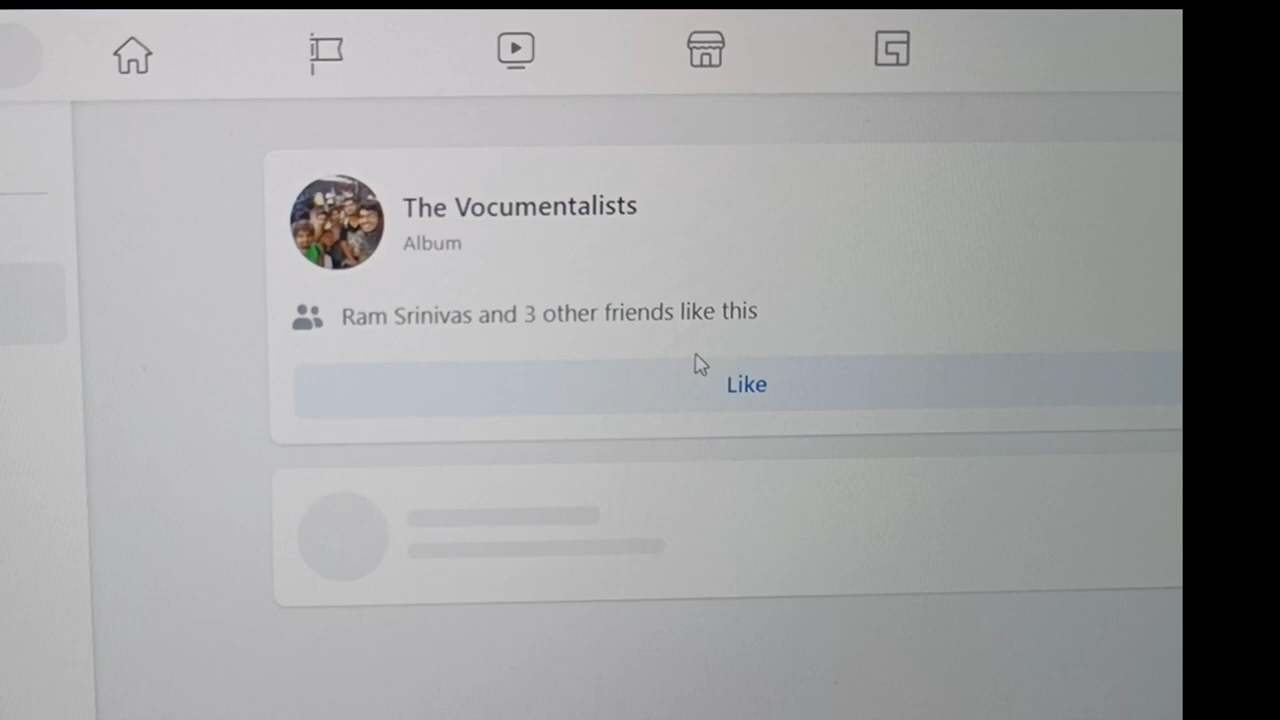 The Vocumentalists
Album
Ram Srinivas and 3 other friends like this
Like